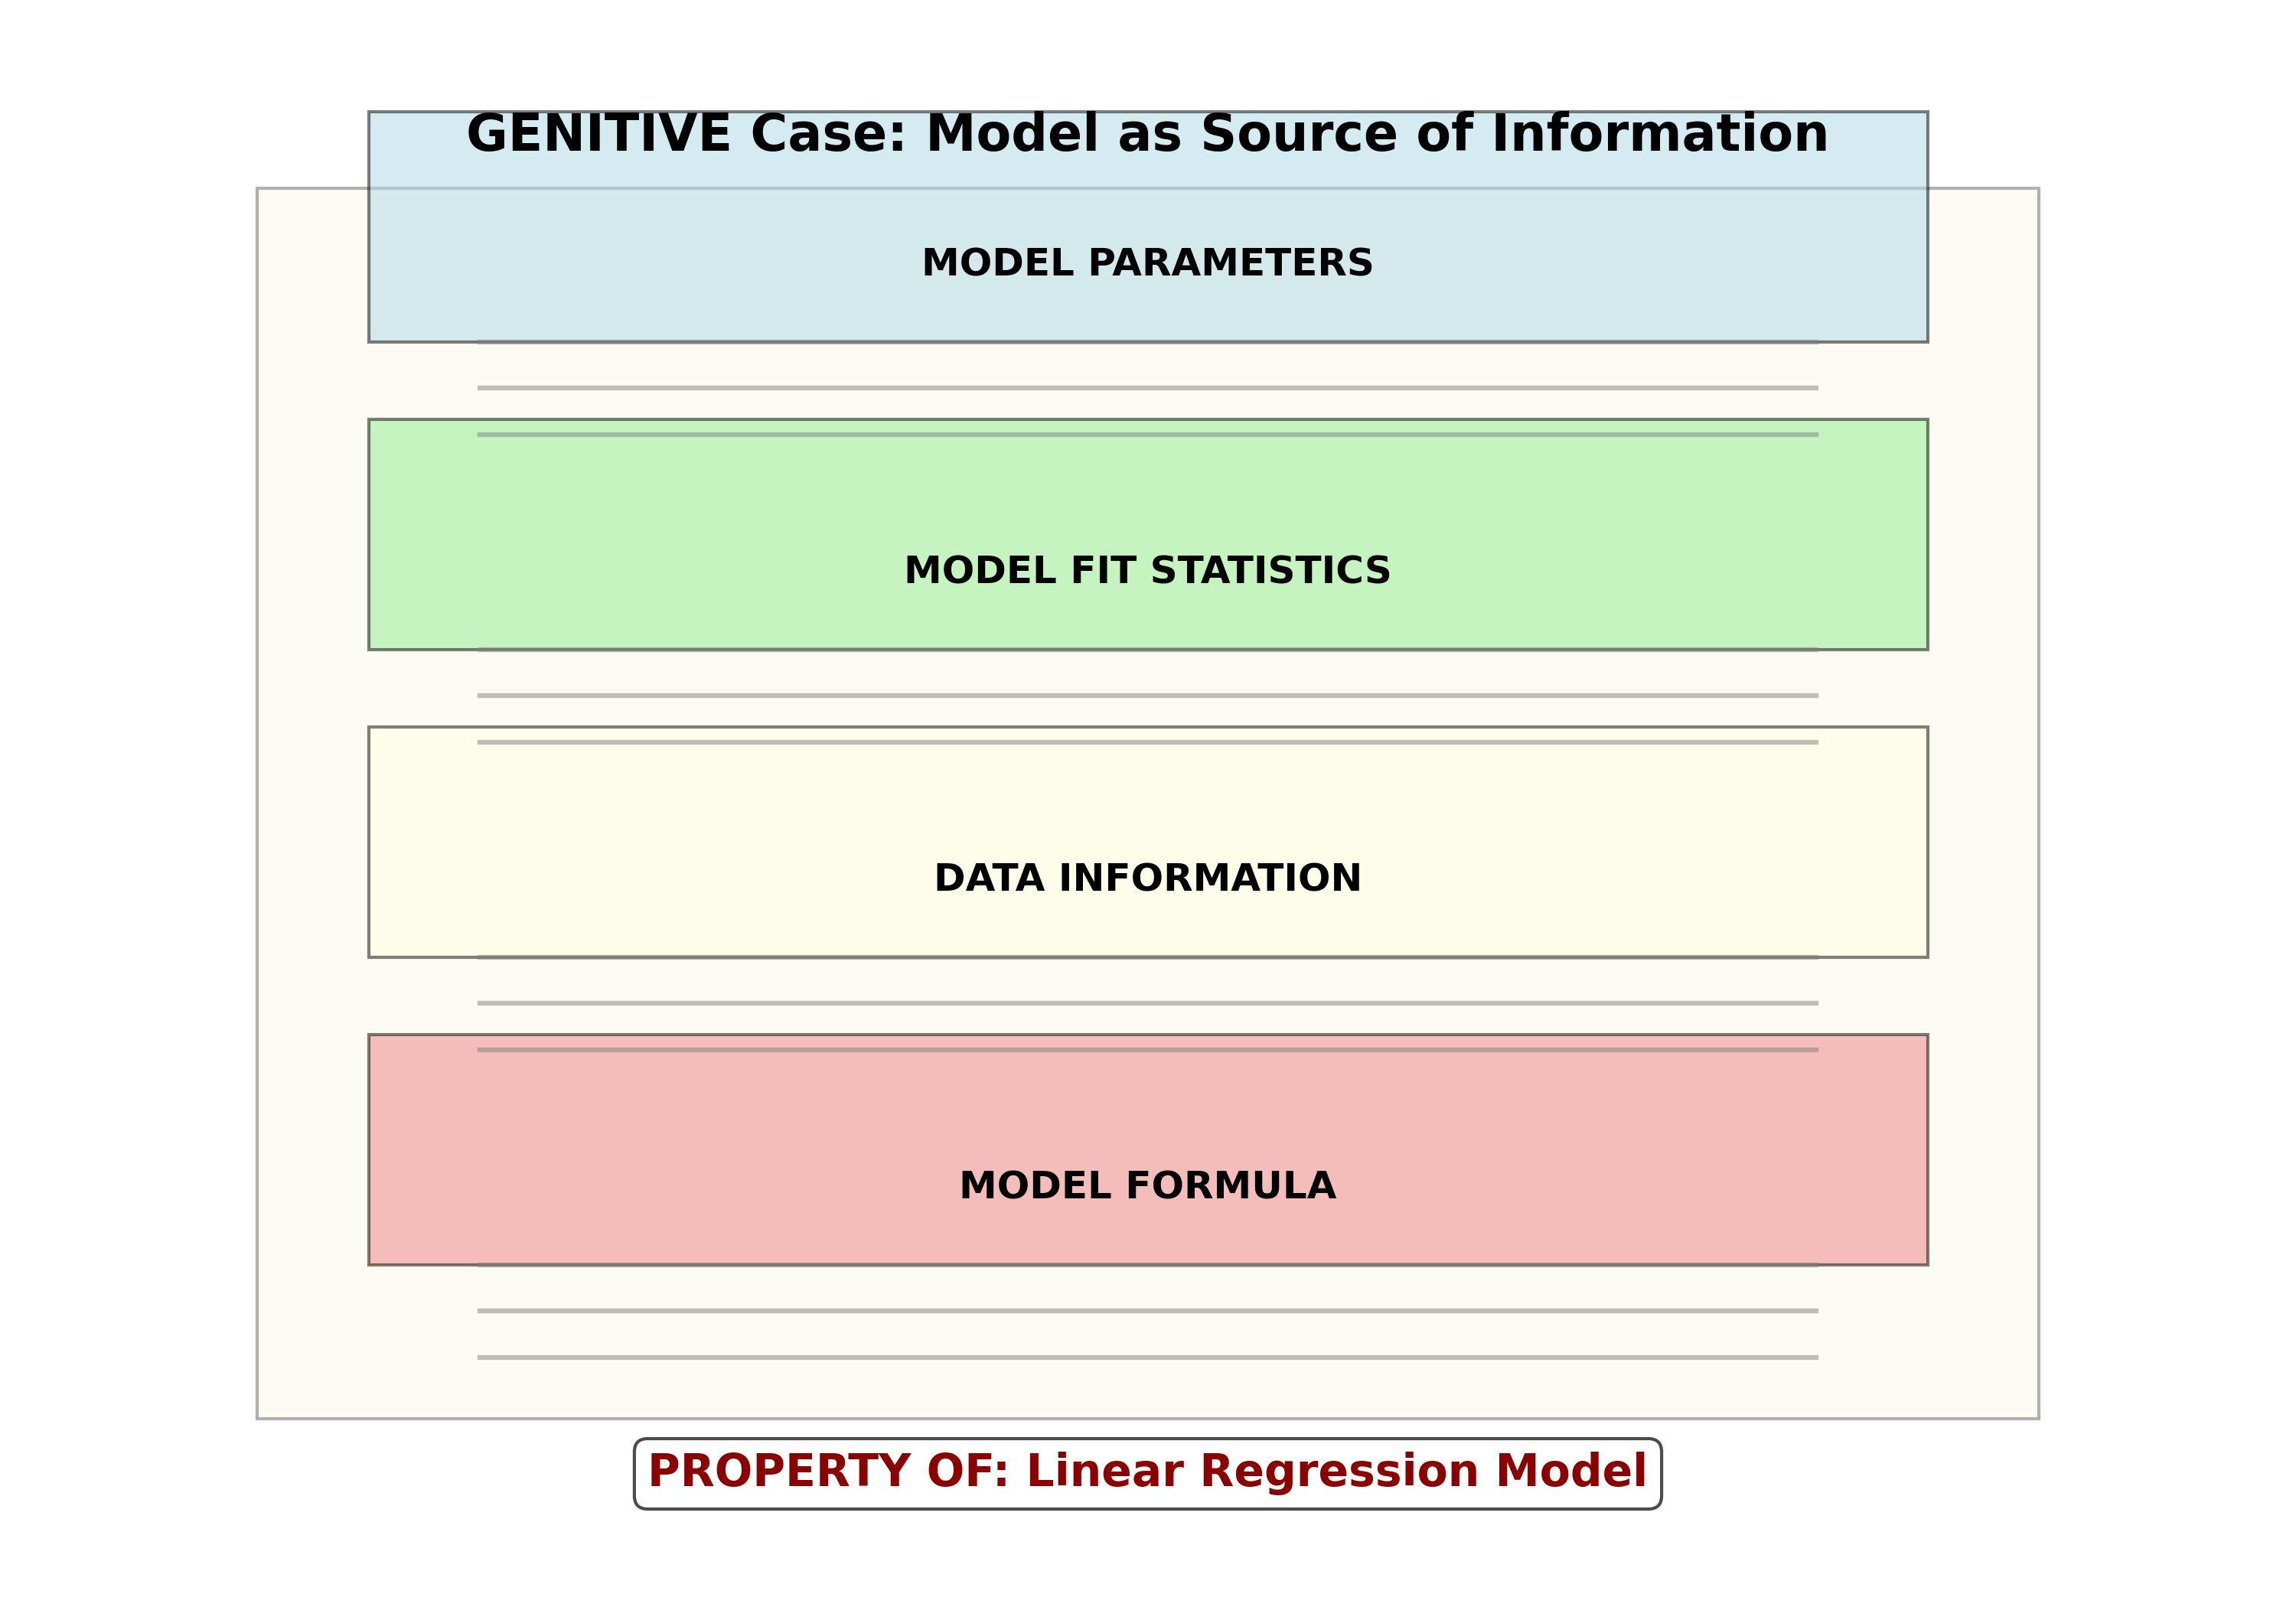 GENITIVE Case: Model as Source of Information
MODEL PARAMETERS
MODEL FIT STATISTICS
DATA INFORMATION
MODEL FORMULA
PROPERTY OF: Linear Regression Model